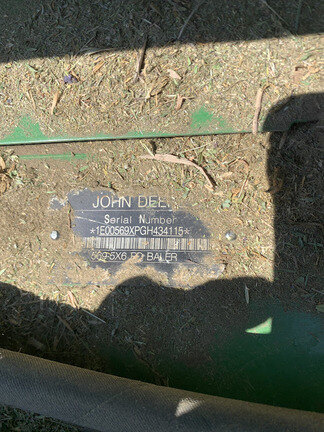 JOHN DEERE
Serial Number
*1E00569XPGH434115*
569 5X6 RD BALER